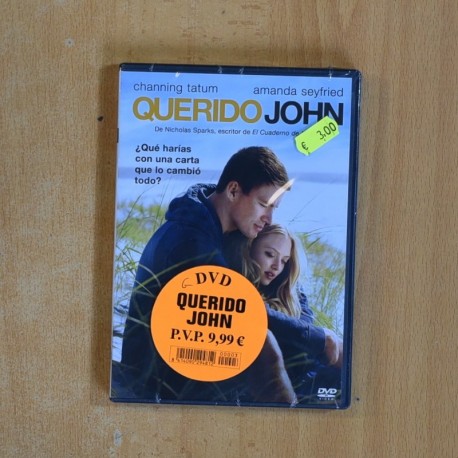 channing tatum amanda seyfried
QUERIDO JOHN
De Nicholas Sparks, escritor de El Cuaderno de
€ 3,00
¿Qué harías
con una carta
que lo cambió
todo?
DVD
QUERIDO
JOHN
P.V.P. 9,99 €
DVD
VIDEO